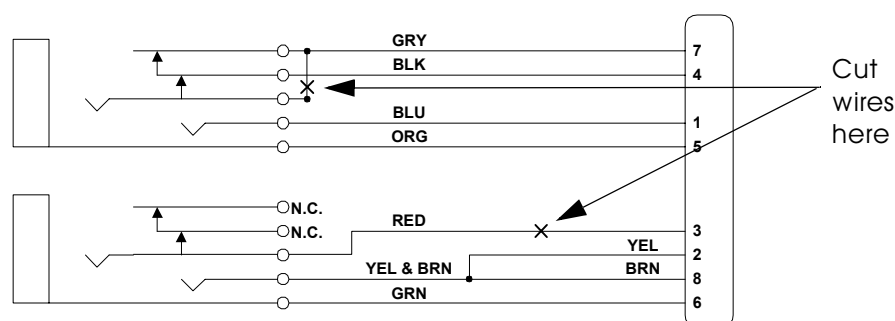 GRY
7
BLK
4
Cut
wires
here
BLU
1
ORG
5
N.C.
N.C.
RED
3
YEL
2
YEL & BRN
BRN
8
GRN
6